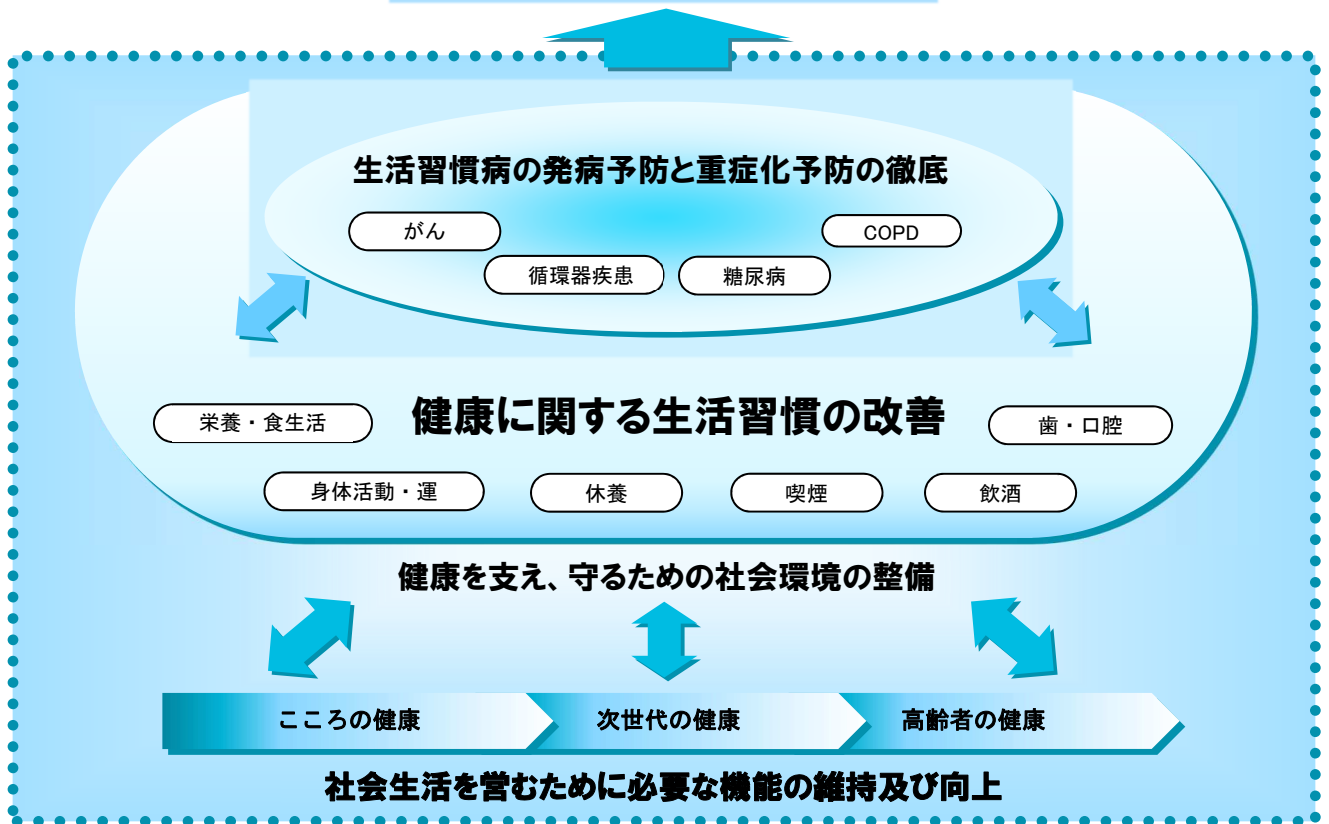 生活習慣病の発病予防と重症化予防の徹底
がん
COPD
循環器疾患
糖尿病
栄養・食生活
健康に関する生活習慣の改善
歯・口腔
身体活動・運
休養
喫煙
飲酒
健康を支え、守るための社会環境の整備
こころの健康
次世代の健康
高齢者の健康
社会生活を営むために必要な機能の維持及び向上